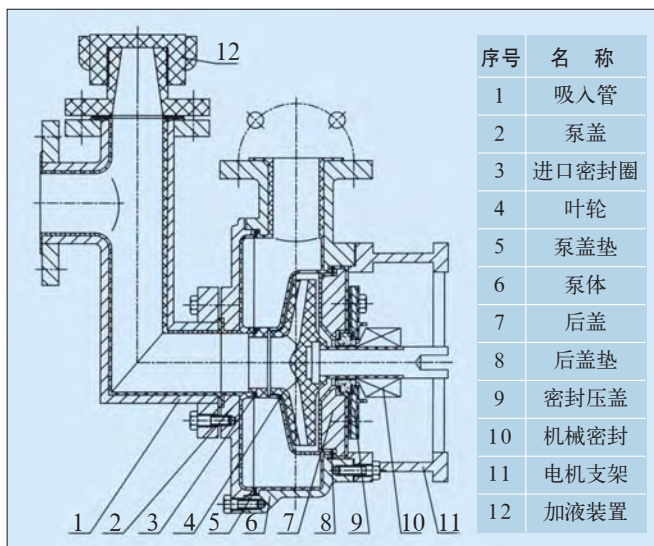 12
1 2 3 4 5 6 7 8 9 10 11
序号 名 称
1 吸入管
2 泵盖
3 进口密封圈
4 叶轮
5 泵盖垫
6 泵体
7 后盖
8 后盖垫
9 密封压盖
10 机械密封
11 电机支架
12 加液装置